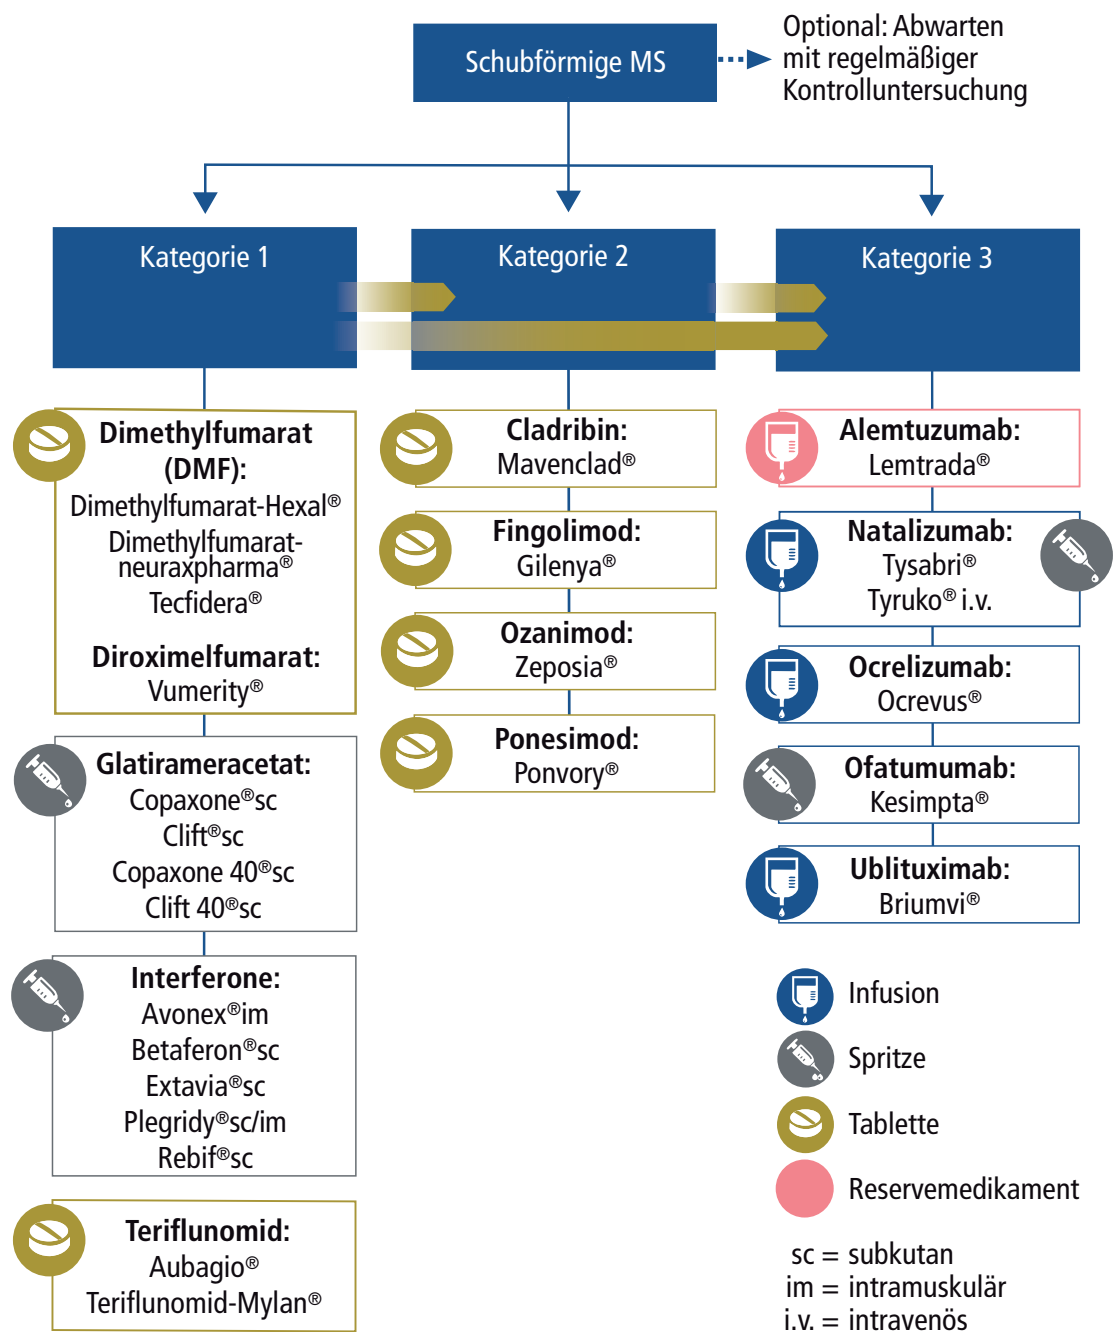 Schubförmige MS
Optional: Abwarten
mit regelmäßiger
Kontrolluntersuchung
Kategorie 1
Kategorie 2
Kategorie 3
Dimethylfumarat
(DMF):
Dimethylfumarat-Hexal®
Dimethylfumarat-
neuraxpharma®
Tecfidera®
Diroximelfumarat:
Vumerity®
Glatirameracetat:
Copaxone®sc
Clift®sc
Copaxone 40®sc
Clift 40®sc
Interferone:
Avonex®im
Betaferon®sc
Extavia®sc
Plegridy®sc/im
Rebif®sc
Teriflunomid:
Aubagio®
Teriflunomid-Mylan®
Cladribin:
Mavenclad®
Fingolimod:
Gilenya®
Ozanimod:
Zeposia®
Ponesimod:
Ponvory®
Alemtuzumab:
Lemtrada®
Natalizumab:
Tysabri®
Tyruko® i.v.
Ocrelizumab:
Ocrevus®
Ofatumumab:
Kesimpta®
Ublituximab:
Briumvi®
Infusion
Spritze
Tablette
Reservemedikament
sc = subkutan
im = intramuskulär
i.v. = intravenös